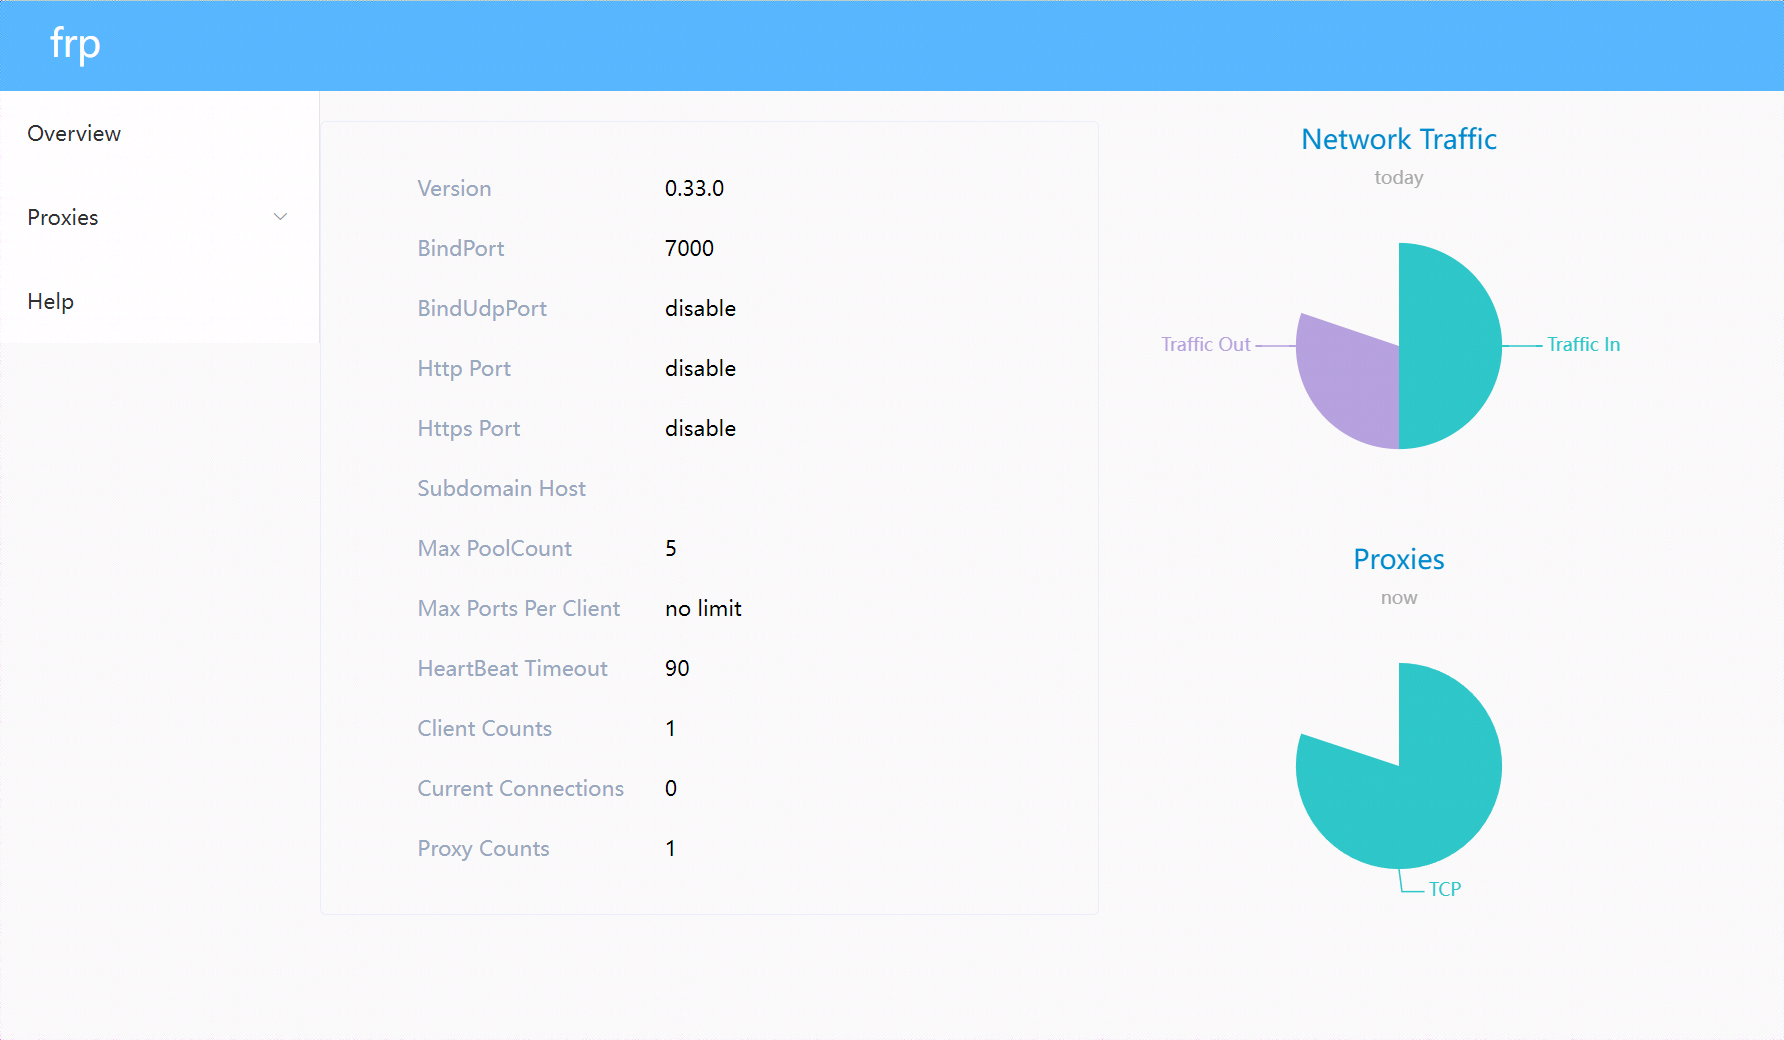 frp
Overview
Proxies
Help
Version 0.33.0
BindPort 7000
BindUdpPort disable
Http Port disable
Https Port disable
Subdomain Host
Max PoolCount 5
Max Ports Per Client no limit
HeartBeat Timeout 90
Client Counts 1
Current Connections 0
Proxy Counts 1
Network Traffic
today
Traffic Out Traffic In
Proxies
now
TCP